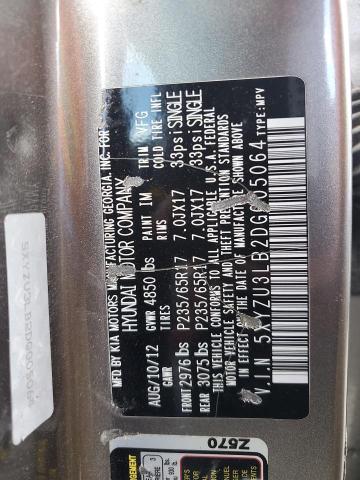 MFD BY KIA MOTORS MANUFACTURING GEORGIA, INC. FOR
HYUNDAI MOTOR COMPANY
AUG/10/12 GVWR 4850 lbs PAINT IM TRIM VFG
GAWR TIRES RIMS COLD TIRE INFL
FRONT 2976 lbs P235/65R17 7.0JX17 33psi SINGLE
REAR 3075 lbs P235/65R17 7.0JX17 33psi SINGLE
THIS VEHICLE CONFORMS TO ALL APPLICABLE U.S.A. FEDERAL
MOTOR-VEHICLE SAFETY AND THEFT PREVENTION STANDARDS
IN EFFECT ON THE DATE OF MANUFACTURE SHOWN ABOVE.
V.I.N TYPE:MPV
Z570